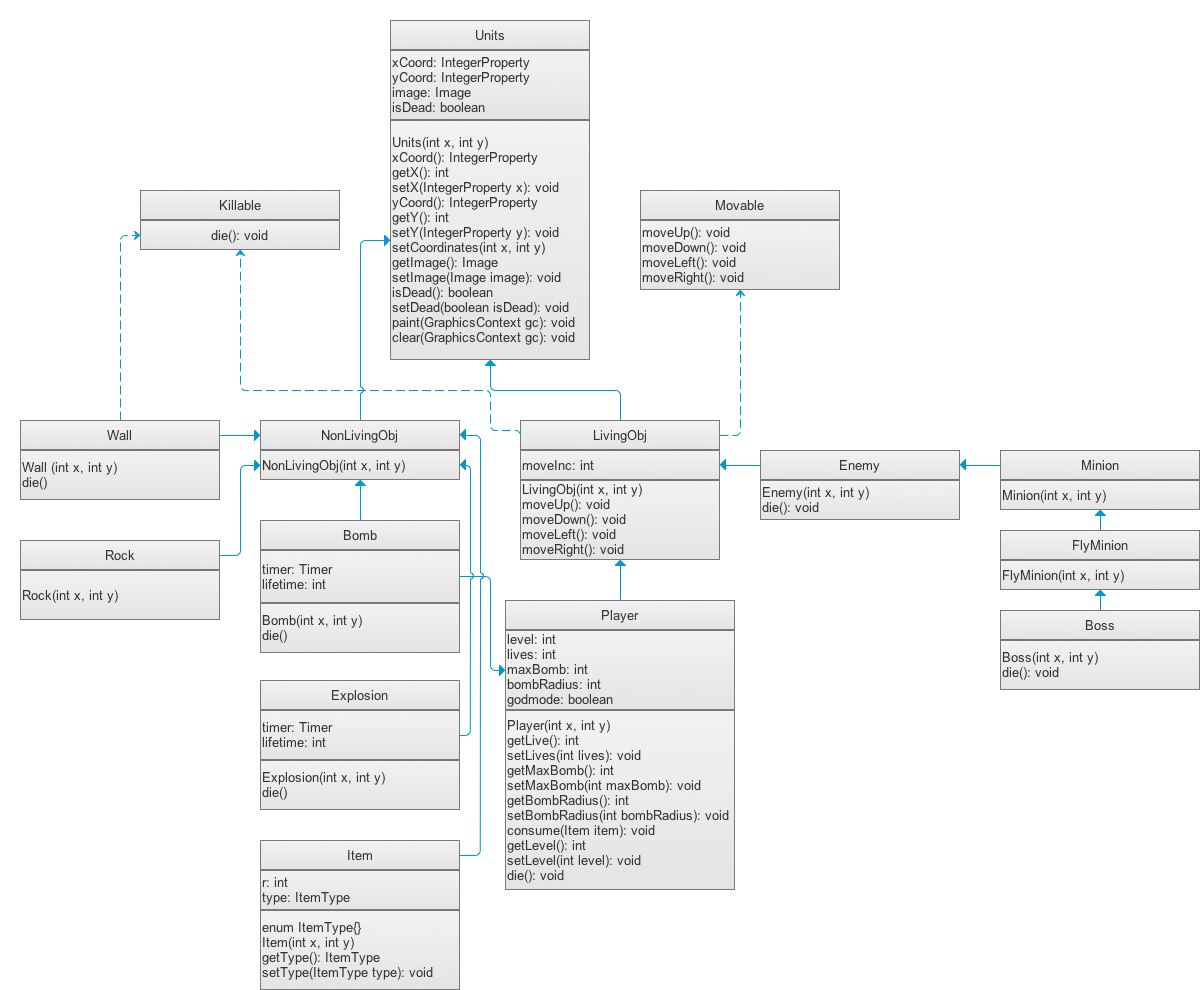 Units
xCoord: IntegerProperty
yCoord: IntegerProperty
image: Image
isDead: boolean
Units(int x, int y)
xCoord(): IntegerProperty
getX(): int
setX(IntegerProperty x): void
yCoord(): IntegerProperty
getY(): int
setY(IntegerProperty y): void
setCoordinates(int x, int y)
getImage(): Image
setImage(Image image): void
isDead(): boolean
setDead(boolean isDead): void
paint(GraphicsContext gc): void
clear(GraphicsContext gc): void
Killable
die(): void
Movable
moveUp(): void
moveDown(): void
moveLeft(): void
moveRight(): void
Wall
Wall (int x, int y)
die()
NonLivingObj
NonLivingObj(int x, int y)
LivingObj
moveInc: int
LivingObj(int x, int y)
moveUp(): void
moveDown(): void
moveLeft(): void
moveRight(): void
Enemy
Enemy(int x, int y)
die(): void
Minion
Minion(int x, int y)
Rock
Rock(int x, int y)
Bomb
timer: Timer
lifetime: int
Bomb(int x, int y)
die()
FlyMinion
FlyMinion(int x, int y)
Boss
Boss(int x, int y)
die(): void
Player
level: int
lives: int
maxBomb: int
bombRadius: int
godmode: boolean
Player(int x, int y)
getLive(): int
setLives(int lives): void
getMaxBomb(): int
setMaxBomb(int maxBomb): void
getBombRadius(): int
setBombRadius(int bombRadius): void
consume(Item item): void
getLevel(): int
setLevel(int level): void
die(): void
Explosion
timer: Timer
lifetime: int
Explosion(int x, int y)
die()
Item
r: int
type: ItemType
enum ItemType{}
Item(int x, int y)
getType(): ItemType
setType(ItemType type): void